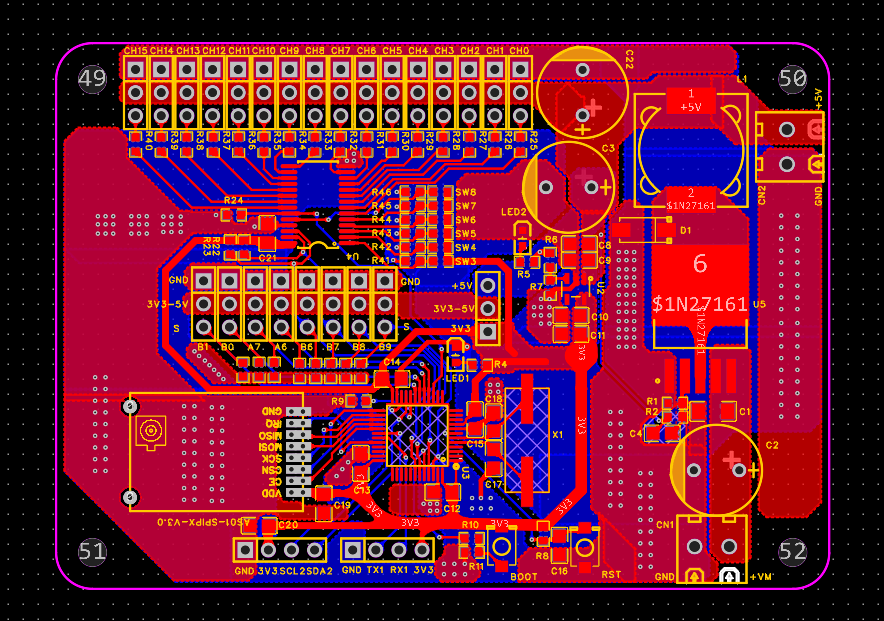 CH15 CH14 CH13 CH12 CH11 CH10 CH9 CH8 CH7 CH6 CH5 CH4 CH3 CH2 CH1 CH0
C22
49
50
L1
1
+5V
+5V
R40 R39 R38 R37 R36 R35 R34 R33 R32 R31 R30 R29 R28 R27 R26 R25
C3
CN2
GND
2
$1N27161
R24
R46 SW8
R45 SW7
R44 SW6
R43 SW5
R42 SW4
R41 SW3
LED2
R23
R22
C21
U4
D1
R6
C8
C9
R5
R7
U2
6
$1N27161
U5
$1N27161
GND
GND
+5V
3V3-5V
3V3-5V
S
S
3V3
C10
C11
3V3
B1 B0 A7 A6 B6 B7 B8 B9
C14
LED1
R4
R9
C18
C15
C17
X1
3V3
3V3
R1
R2
C1
C4
C2
GND
IRQ
MISO
MOSI
SCK
CSN
CE
VDD
U3
C13
C12
C19
C20
AS01-SPIPX-V3.0
3V3
3V3
3V3
R10
R11
R8
C16
CN1
51
52
GND 3V3 SCL2 SDA2
GND TX1 RX1 3V3
BOOT
RST
GND
+VM